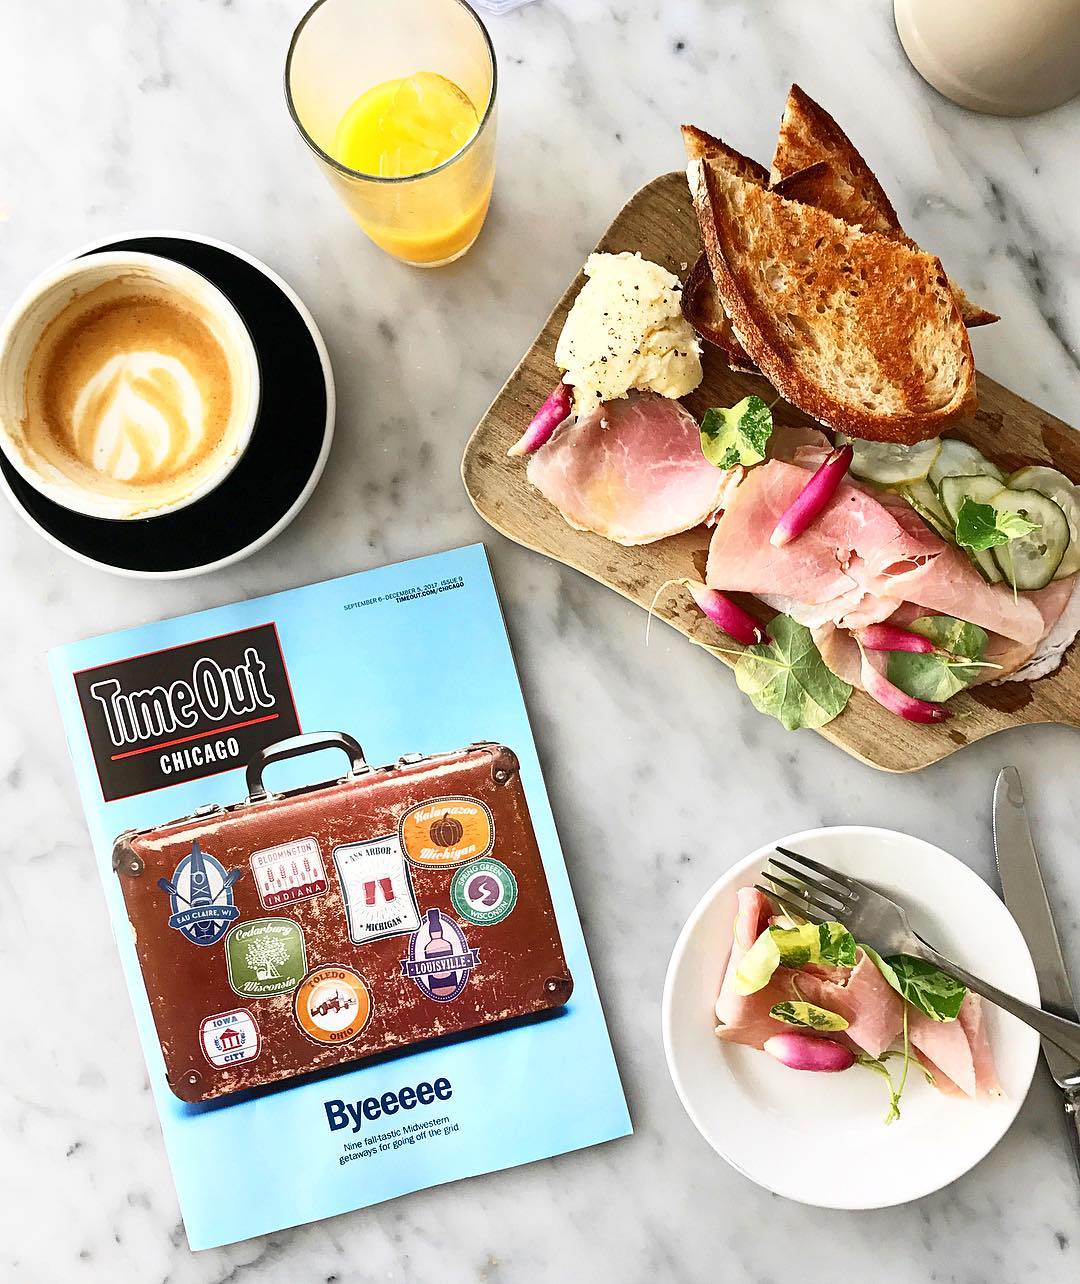 SEPTEMBER 6–DECEMBER 5, 2017 ISSUE 9
TIMEOUT.COM/CHICAGO
Time Out
CHICAGO
Kalamazoo
Michigan
BLOOMINGTON
INDIANA
ANN ARBOR
MICHIGAN
SPRING GREEN
WISCONSIN
EAU CLAIRE, WI
Cedarburg
Wisconsin
LOUISVILLE
TOLEDO
OHIO
IOWA
CITY
Byeeeee
Nine fall-tastic Midwestern
getaways for going off the grid